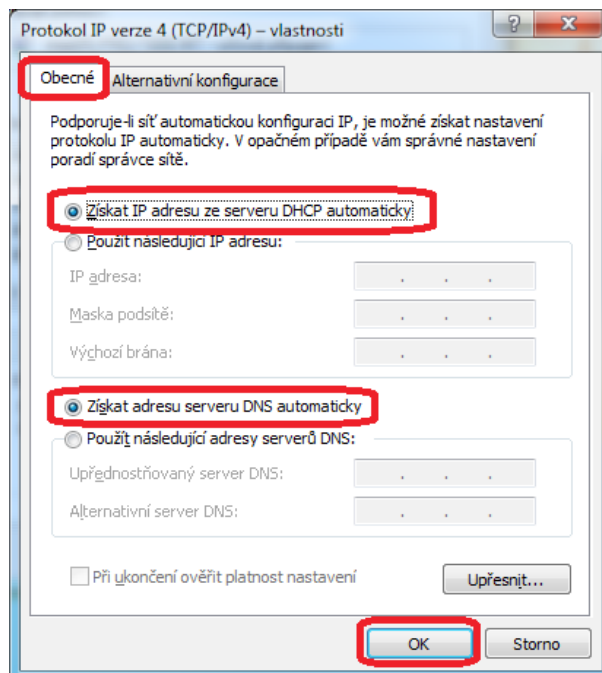 Protokol IP verze 4 (TCP/IPv4) – vlastnosti
Obecné
Alternativní konfigurace
Podporuje-li síť automatickou konfiguraci IP, je možné získat nastavení
protokolu IP automaticky. V opačném případě vám správné nastavení
poradí správce sítě.
Získat IP adresu ze serveru DHCP automaticky
Použít následující IP adresu:
IP adresa:
Maska podsítě:
Výchozí brána:
Získat adresu serveru DNS automaticky
Použít následující adresy serverů DNS:
Upřednostňovaný server DNS:
Alternativní server DNS:
Při ukončení ověřit platnost nastavení
Upřesnit...
OK
Storno